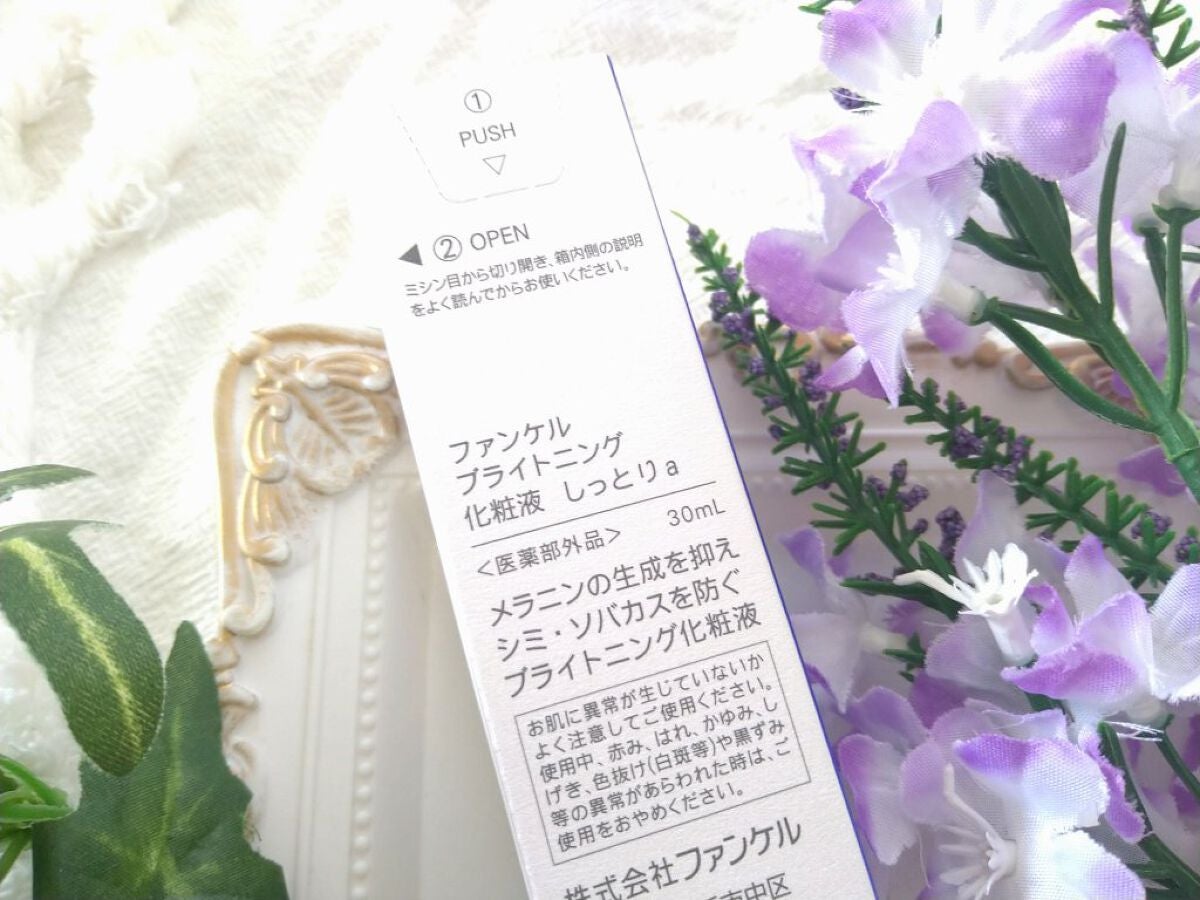 ①
PUSH
▽
◀ ② OPEN
ミシン目から切り開き、箱内側の説明
をよく読んでからお使いください。
ファンケル
ブライトニング
化粧液 しっとりa
30mL
<医薬部外品>
メラニンの生成を抑え
シミ・ソバカスを防ぐ
ブライトニング化粧液
お肌に異常が生じていないか
よく注意してご使用ください。
使用中、赤み、はれ、かゆみ、し
げき、色抜け(白斑等)や黒ずみ
等の異常があらわれた時は、ご
使用をおやめください。
株式会社ファンケル
市中区